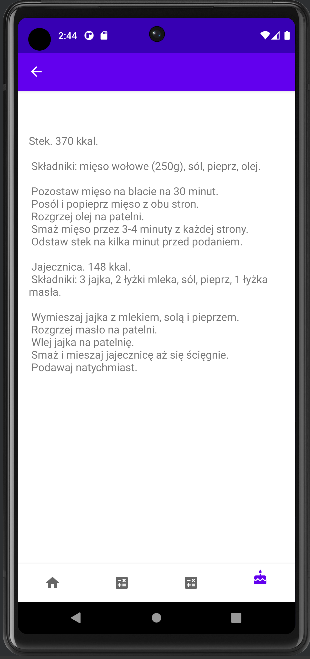 2:44
Stek. 370 kkal.
Składniki: mięso wołowe (250g), sól, pieprz, olej.
Pozostaw mięso na blacie na 30 minut.
Posól i popieprz mięso z obu stron.
Rozgrzej olej na patelni.
Smaż mięso przez 3-4 minuty z każdej strony.
Odstaw stek na kilka minut przed podaniem.
Jajecznica. 148 kkal.
Składniki: 3 jajka, 2 łyżki mleka, sól, pieprz, 1 łyżka
masła.
Wymieszaj jajka z mlekiem, solą i pieprzem.
Rozgrzej masło na patelni.
Wlej jajka na patelnię.
Smaż i mieszaj jajecznicę aż się ścięgnie.
Podawaj natychmiast.